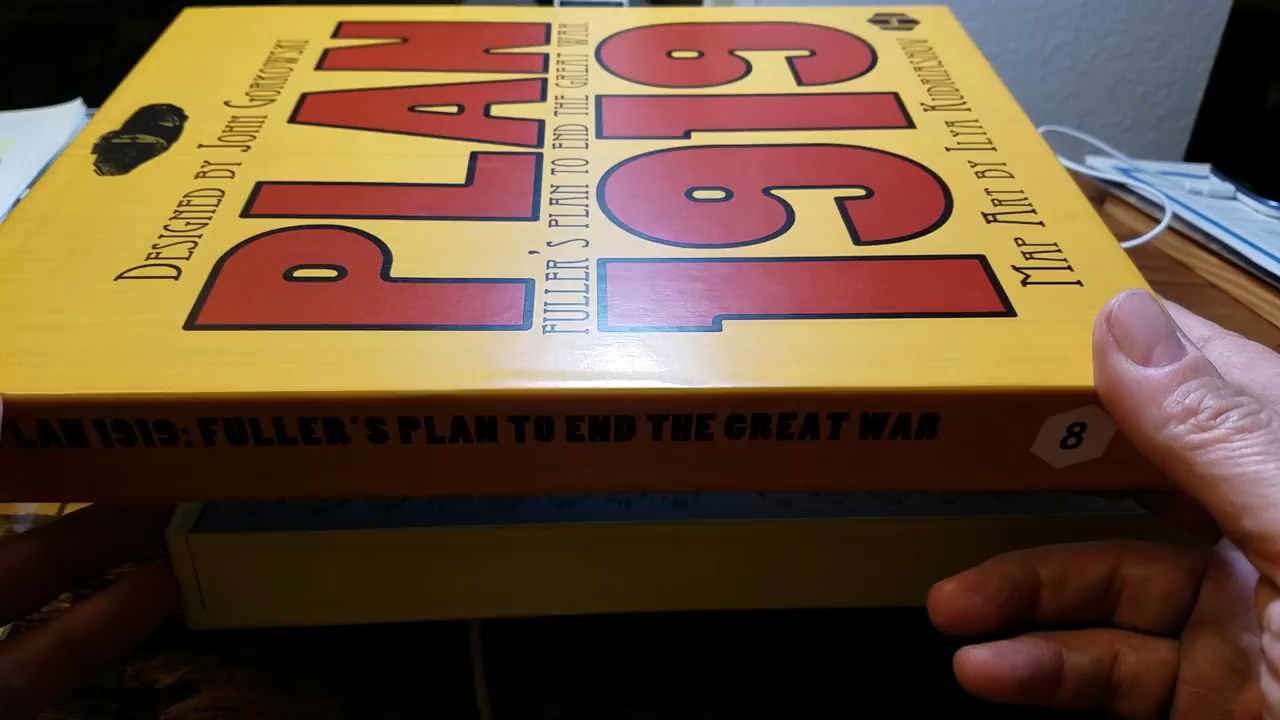 DESIGNED BY JOHN GORKOWSKI
PLAN
FULLER'S PLAN TO END THE GREAT WAR
1919
MAP ART BY ILYA KUDRIASHOV
PLAN 1919: FULLER'S PLAN TO END THE GREAT WAR
8